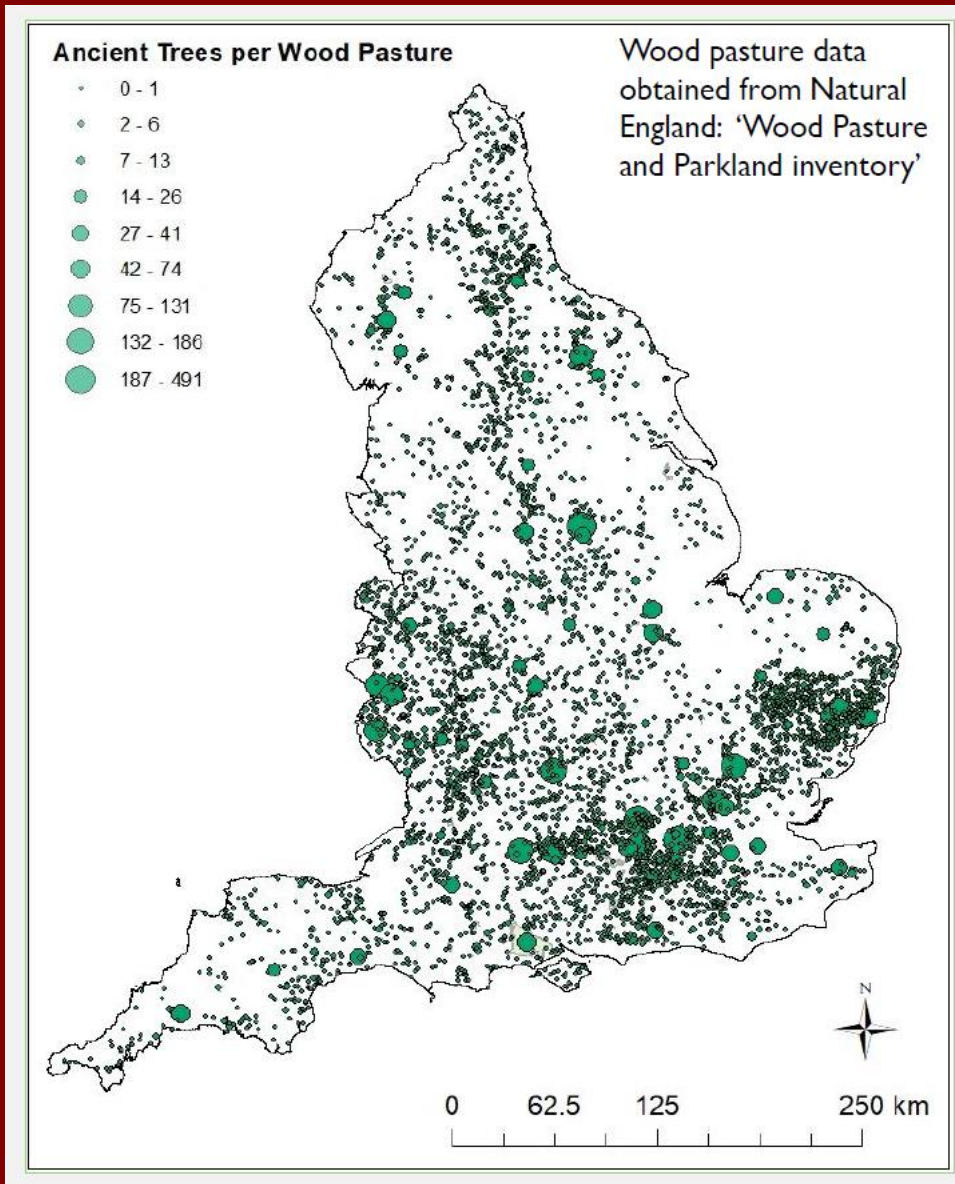 Ancient Trees per Wood Pasture
0 - 1
2 - 6
7 - 13
14 - 26
27 - 41
42 - 74
75 - 131
132 - 186
187 - 491
Wood pasture data
obtained from Natural
England: ‘Wood Pasture
and Parkland inventory’
N
0 62.5 125 250 km